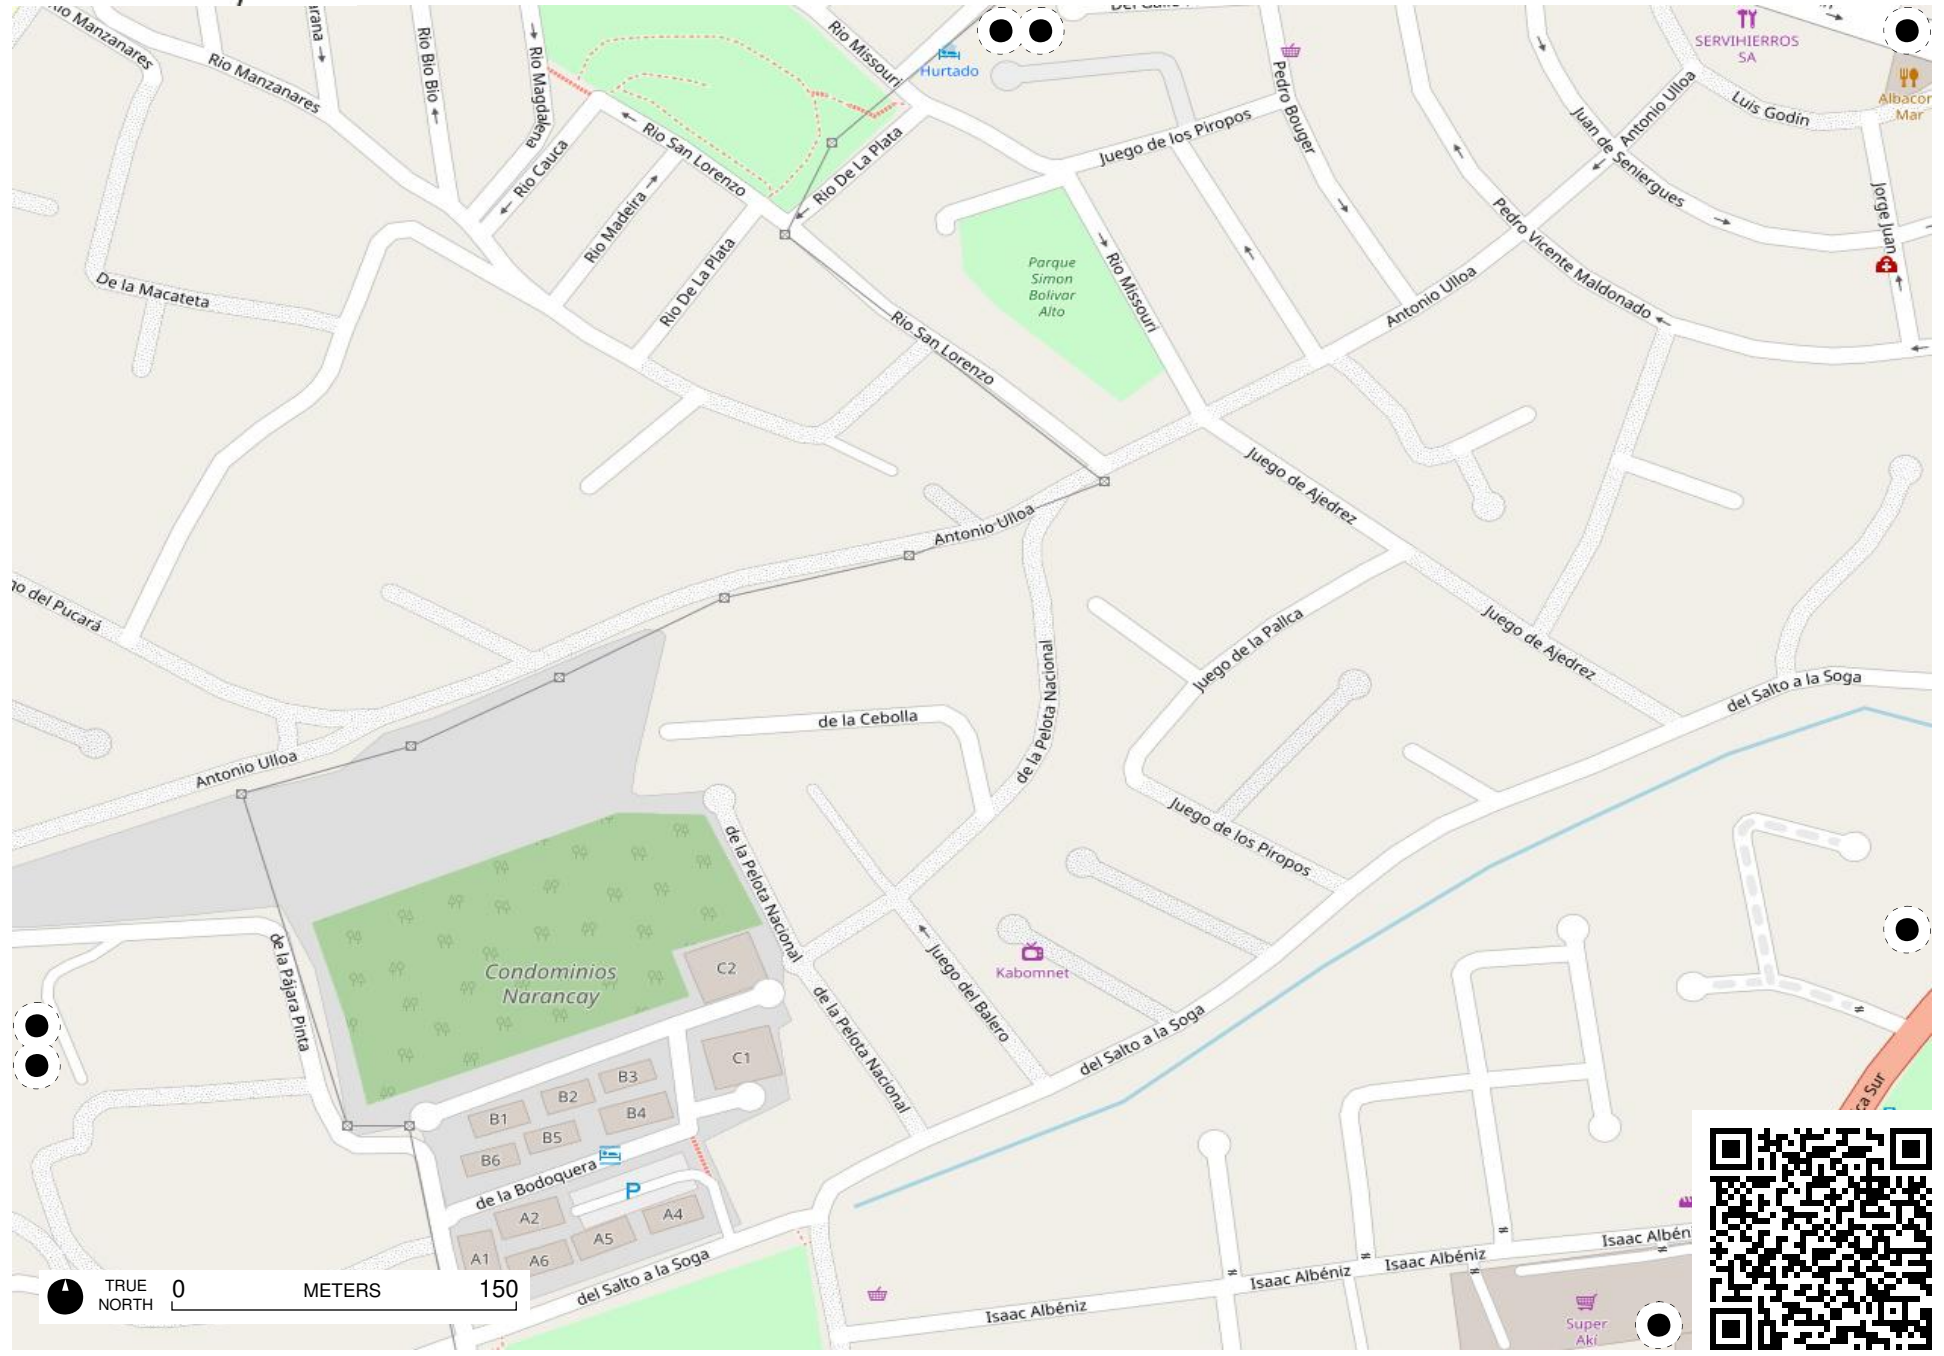 Rio Manzanares
Rio Manzanares
Rio Bio Bio
Rio Magdalena
Rio Missouri
Hurtado
SERVIHIERROS
SA
Albacor
Mar
Luis Godin
Antonio Ulloa
Juan de Seniergues
Pedro Bouger
Juego de los Piropos
Rio De La Plata
Rio San Lorenzo
Rio Cauca
Rio Madeira
Rio De La Plata
Jorge Juan
Pedro Vicente Maldonado
Parque
Simon
Bolivar
Alto
Rio Missouri
Antonio Ulloa
De la Macateta
Rio San Lorenzo
Juego de Ajedrez
Antonio Ulloa
o del Pucará
Juego de la Pallca
Juego de Ajedrez
de la Pelota Nacional
del Salto a la Soga
de la Cebolla
Antonio Ulloa
Juego de los Piropos
de la Pelota Nacional
Condominios
Narancay
C2
Kabomnet
Juego del Balero
de la Pájara Pinta
de la Pelota Nacional
del Salto a la Soga
C1
B3
B2
B1
B4
B5
B6
de la Bodoquera
P
A2
A4
A5
A1
A6
ca Sur
del Salto a la Soga
Isaac Albéniz
Isaac Albéniz
Isaac Albéniz
Isaac Albén
Super
Akí
TRUE
NORTH
0 METERS 150